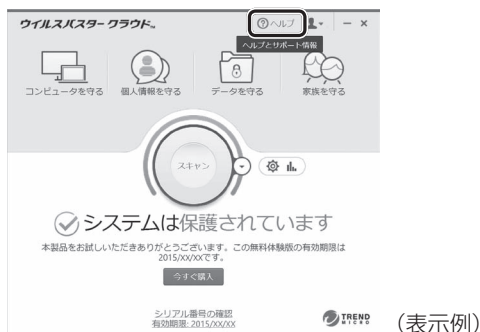 ウイルスバスター クラウド™
ヘルプ
ヘルプとサポート情報
コンピュータを守る
個人情報を守る
データを守る
家族を守る
スキャン
システムは保護されています
本製品をお試しいただきありがとうございます。この無料体験版の有効期限は
2015/xx/xxです。
今すぐ購入
シリアル番号の確認
有効期限: 2015/XX/XX
TREND
MICRO
(表示例)